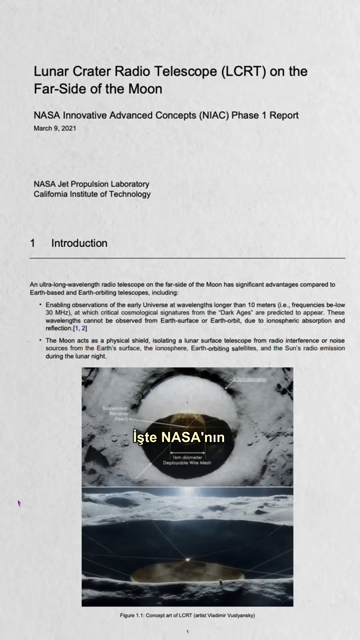 Lunar Crater Radio Telescope (LCRT) on the
Far-Side of the Moon
NASA Innovative Advanced Concepts (NIAC) Phase 1 Report
March 9, 2021
NASA Jet Propulsion Laboratory
California Institute of Technology
1 Introduction
An ultra-long-wavelength radio telescope on the far-side of the Moon has significant advantages compared to
Earth-based and Earth-orbiting telescopes, including:
• Enabling observations of the early Universe at wavelengths longer than 10 meters (i.e., frequencies be-low
30 MHz), at which critical cosmological signatures from the "Dark Ages" are predicted to appear. These
wavelengths cannot be observed from Earth-surface or Earth-orbit, due to ionospheric absorption and
reflection.[1, 2]
• The Moon acts as a physical shield, isolating a lunar surface telescope from radio interference or noise
sources from the Earth's surface, the ionosphere, Earth-orbiting satellites, and the Sun's radio emission
during the lunar night.
Suspended
Receiver
İşte NASA'nın
1km diameter
Deployable Wire Mesh
Figure 1.1: Concept art of LCRT (artist Vladimir Vustyansky)
1